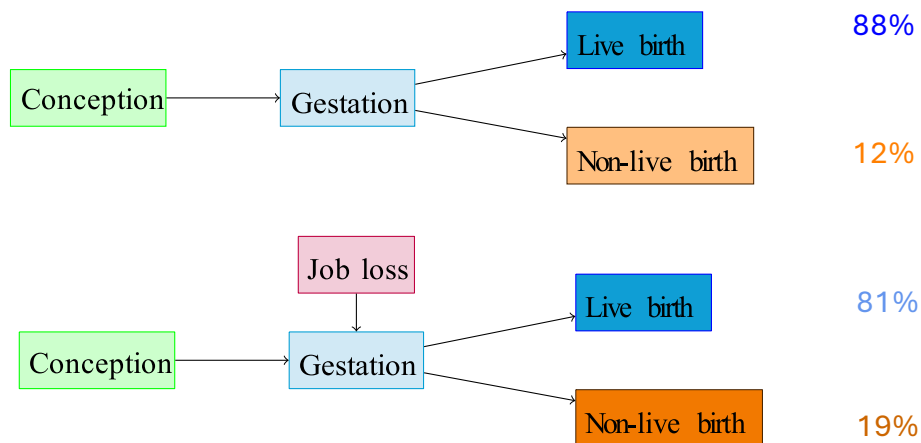 Live birth 88%
Conception Gestation
Non-live birth 12%
Job loss
Live birth 81%
Conception Gestation
Non-live birth 19%